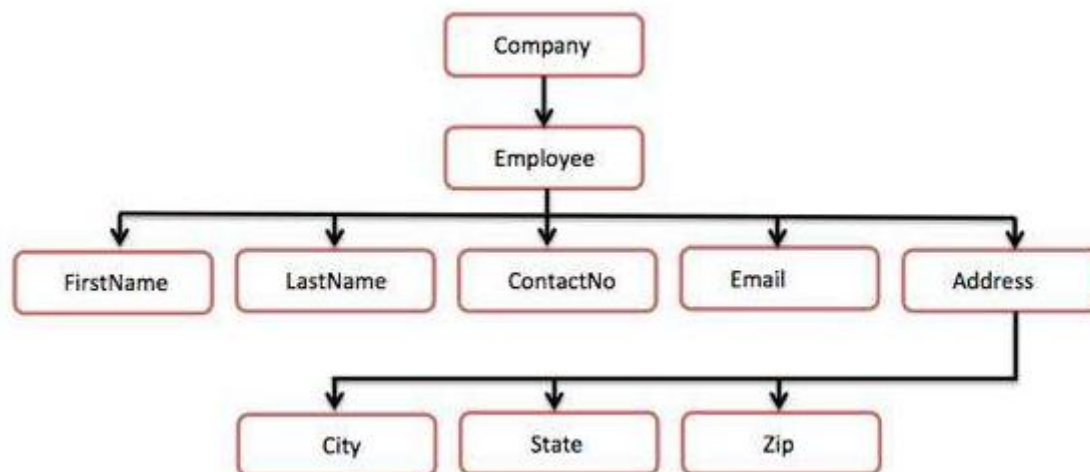 Company
Employee
FirstName
LastName
ContactNo
Email
Address
City
State
Zip